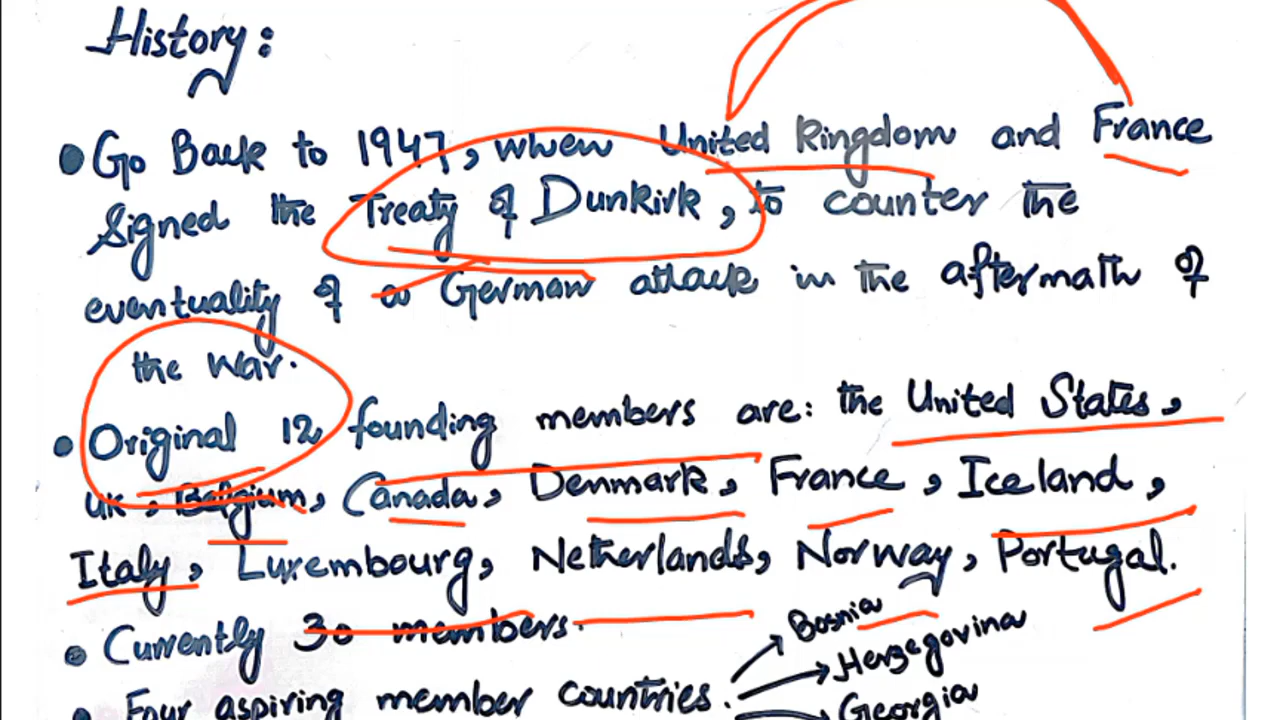 History:
• Go Back to 1947, when United Kingdom and France
signed the Treaty of Dunkirk, to counter the
eventuality of a German attack in the aftermath of
the war.
• Original 12 founding members are: the United States,
UK, Belgium, Canada, Denmark, France, Iceland,
Italy, Luxembourg, Netherlands, Norway, Portugal.
• Currently 30 members.
• Four aspiring member countries.
Bosnia
Herzegovina
Georgia